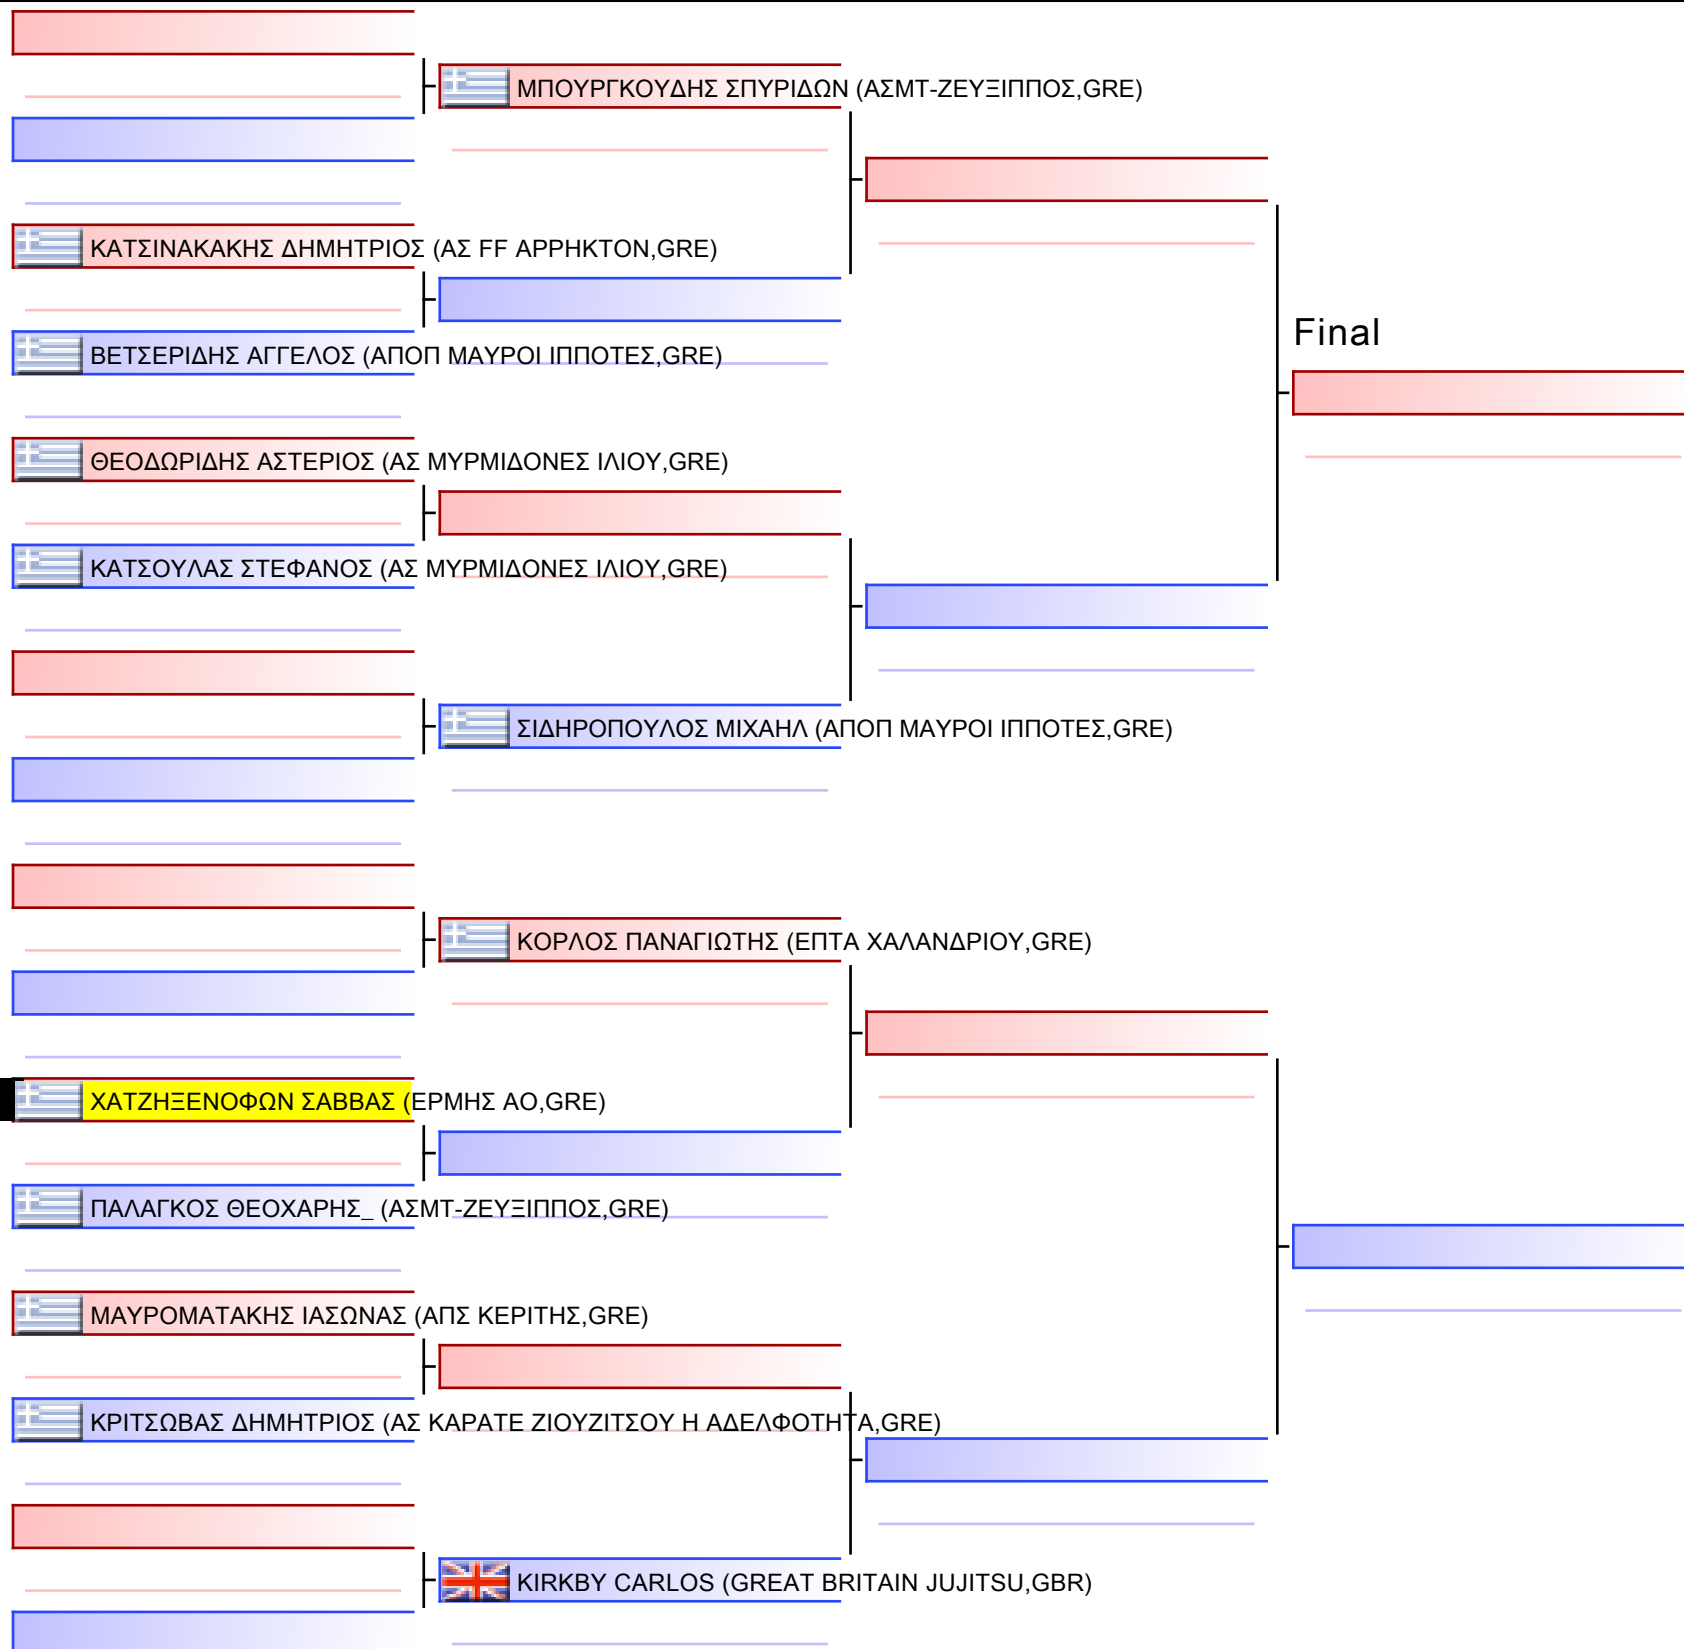 ΜΠΟΥΡΓΚΟΥΔΗΣ ΣΠΥΡΙΔΩΝ (ΑΣΜΤ-ΖΕΥΞΙΠΠΟΣ,GRE)
ΚΑΤΣΙΝΑΚΑΚΗΣ ΔΗΜΗΤΡΙΟΣ (ΑΣ FF ΑΡΡΗΚΤΟΝ,GRE)
Final
ΒΕΤΣΕΡΙΔΗΣ ΑΓΓΕΛΟΣ (ΑΠΟΠ ΜΑΥΡΟΙ ΙΠΠΟΤΕΣ,GRE)
ΘΕΟΔΩΡΙΔΗΣ ΑΣΤΕΡΙΟΣ (ΑΣ ΜΥΡΜΙΔΟΝΕΣ ΙΛΙΟΥ,GRE)
ΚΑΤΣΟΥΛΑΣ ΣΤΕΦΑΝΟΣ (ΑΣ ΜΥΡΜΙΔΟΝΕΣ ΙΛΙΟΥ,GRE)
ΣΙΔΗΡΟΠΟΥΛΟΣ ΜΙΧΑΗΛ (ΑΠΟΠ ΜΑΥΡΟΙ ΙΠΠΟΤΕΣ,GRE)
ΚΟΡΛΟΣ ΠΑΝΑΓΙΩΤΗΣ (ΕΠΤΑ ΧΑΛΑΝΔΡΙΟΥ,GRE)
ΧΑΤΖΗΞΕΝΟΦΩΝ ΣΑΒΒΑΣ (ΕΡΜΗΣ ΑΟ,GRE)
ΠΑΛΑΓΚΟΣ ΘΕΟΧΑΡΗΣ_ (ΑΣΜΤ-ΖΕΥΞΙΠΠΟΣ,GRE)
ΜΑΥΡΟΜΑΤΑΚΗΣ ΙΑΣΩΝΑΣ (ΑΠΣ ΚΕΡΙΤΗΣ,GRE)
ΚΡΙΤΣΩΒΑΣ ΔΗΜΗΤΡΙΟΣ (ΑΣ ΚΑΡΑΤΕ ΖΙΟΥΖΙΤΣΟΥ Η ΑΔΕΛΦΟΤΗΤΑ,GRE)
KIRKBY CARLOS (GREAT BRITAIN JUJITSU,GBR)